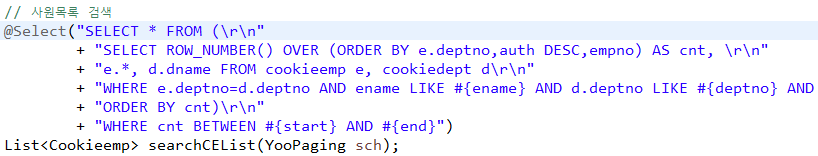 // 사원목록 검색
@Select("SELECT * FROM (\r\n"
+ "SELECT ROW_NUMBER() OVER (ORDER BY e.deptno,auth DESC,empno) AS cnt, \r\n"
+ "e.*, d.dname FROM cookieemp e, cookiedept d\r\n"
+ "WHERE e.deptno=d.deptno AND ename LIKE #{ename} AND d.deptno LIKE #{deptno} AND
+ "ORDER BY cnt)\r\n"
+ "WHERE cnt BETWEEN #{start} AND #{end}")
List<Cookieemp> searchCEList(YooPaging sch);